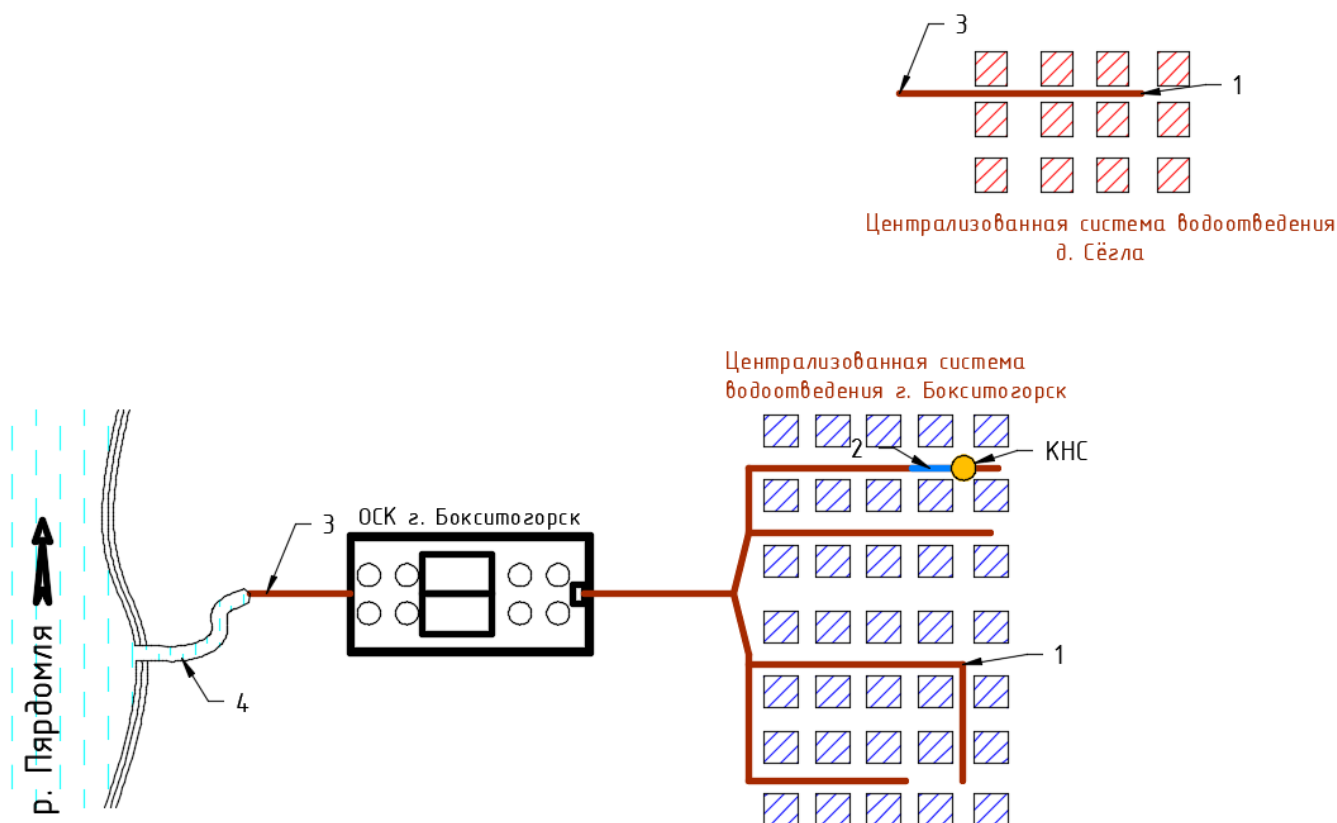 3
1
Централизованная система водоотведения
д. Сёгла
Централизованная система
водоотведения г. Бокситогорск
2
КНС
3
ОСК г. Бокситогорск
1
4
р. Пярдомля